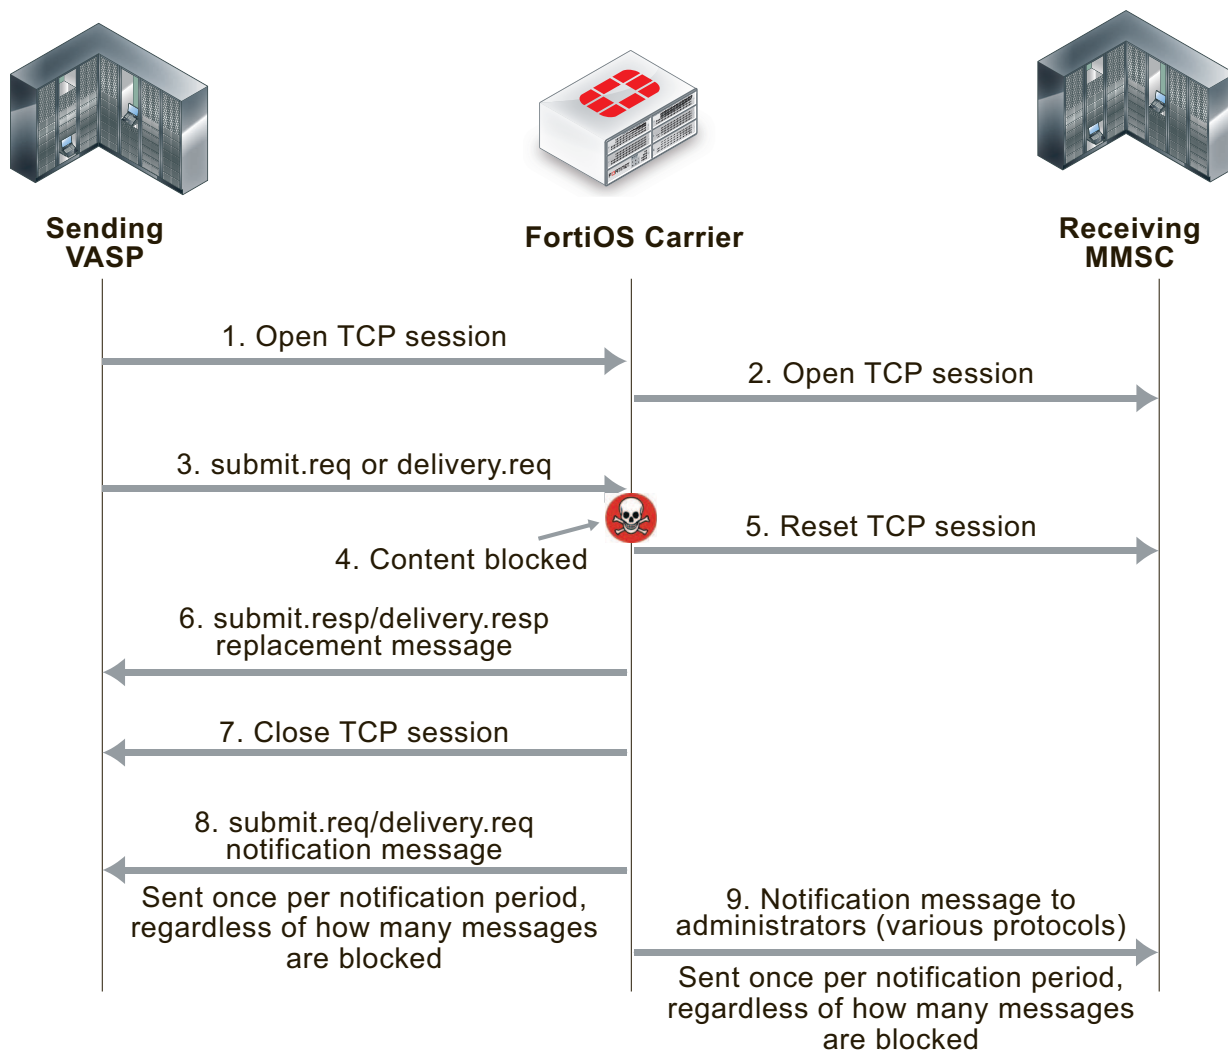 Sending
VASP
FortiOS Carrier
Receiving
MMSC
1. Open TCP session
2. Open TCP session
3. submit.req or delivery.req
4. Content blocked
5. Reset TCP session
6. submit.resp/delivery.resp
replacement message
7. Close TCP session
8. submit.req/delivery.req
notification message
Sent once per notification period,
regardless of how many messages
are blocked
9. Notification message to
administrators (various protocols)
Sent once per notification period,
regardless of how many messages
are blocked